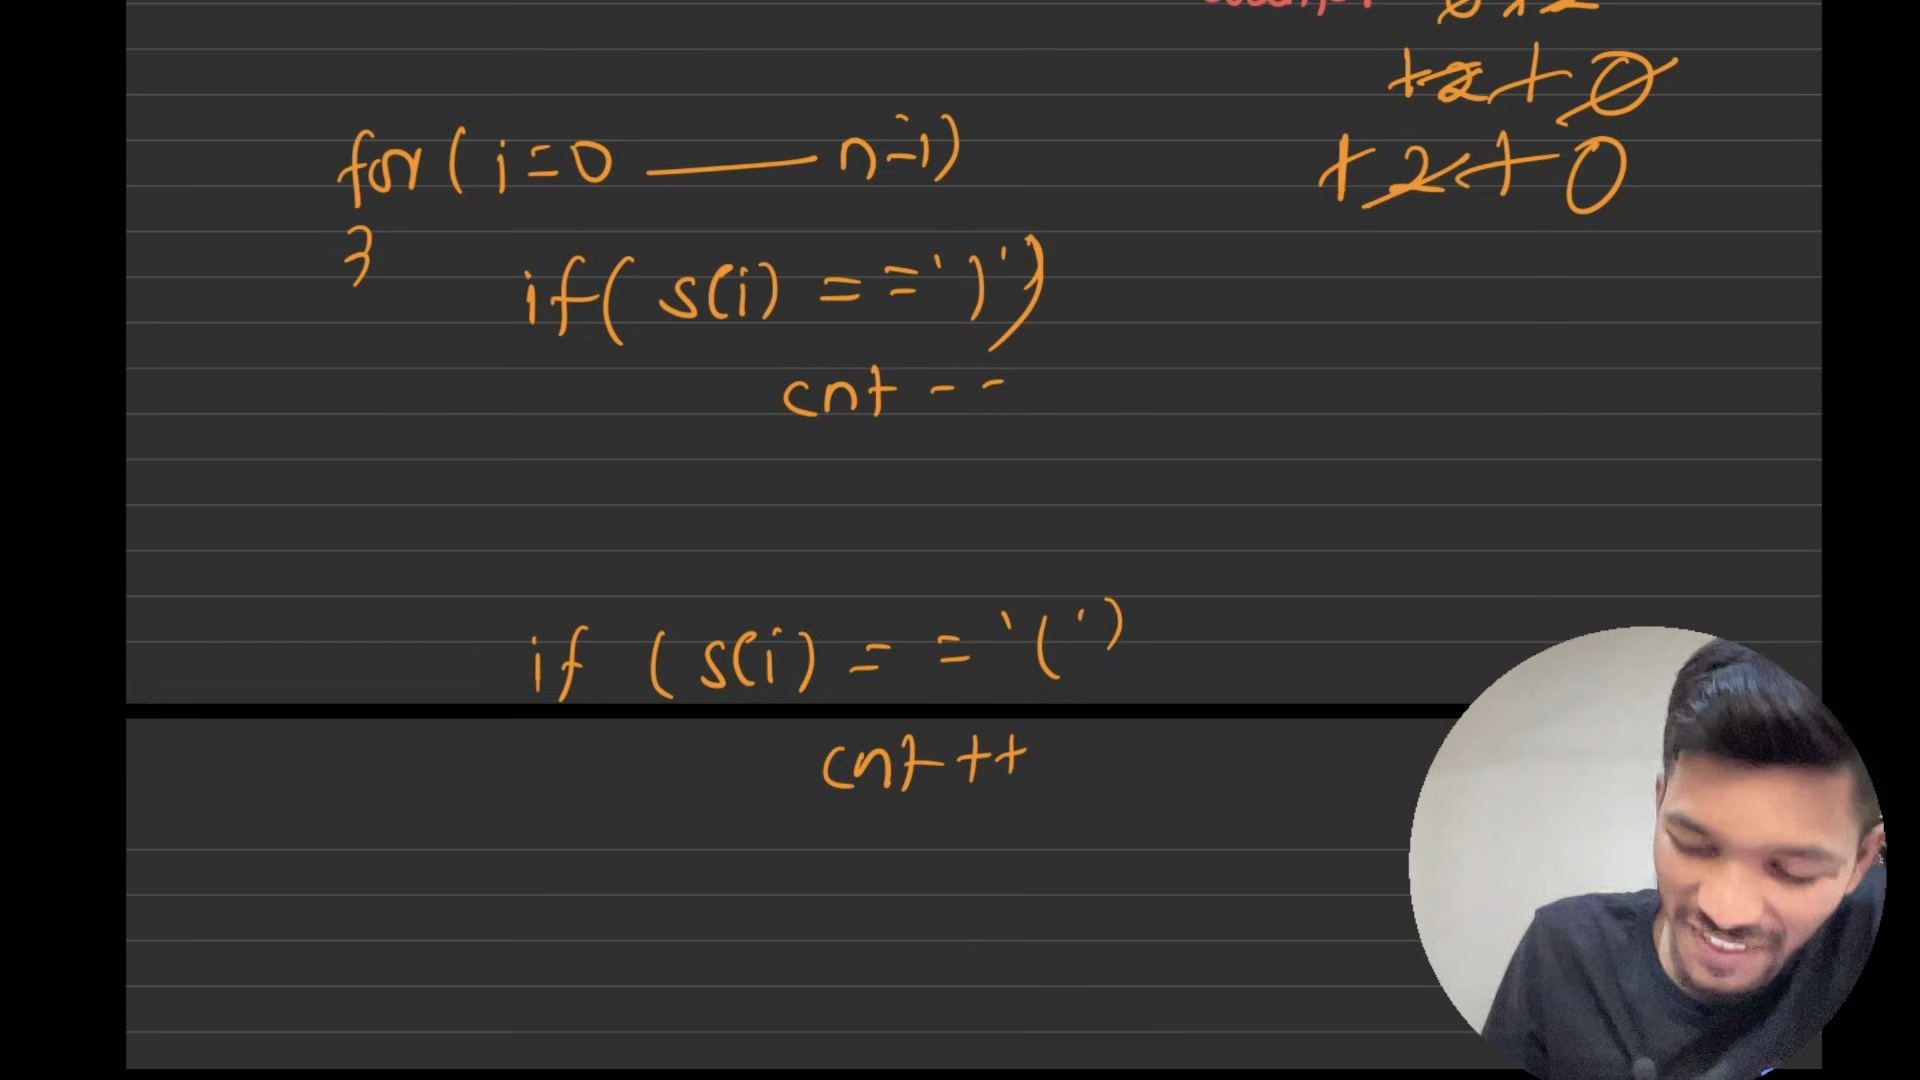 +2+0
+2+0
for( i=0 —— n-1)
{
if( s(i) == ')')
cnt --
if (s(i) == '(')
cnt ++